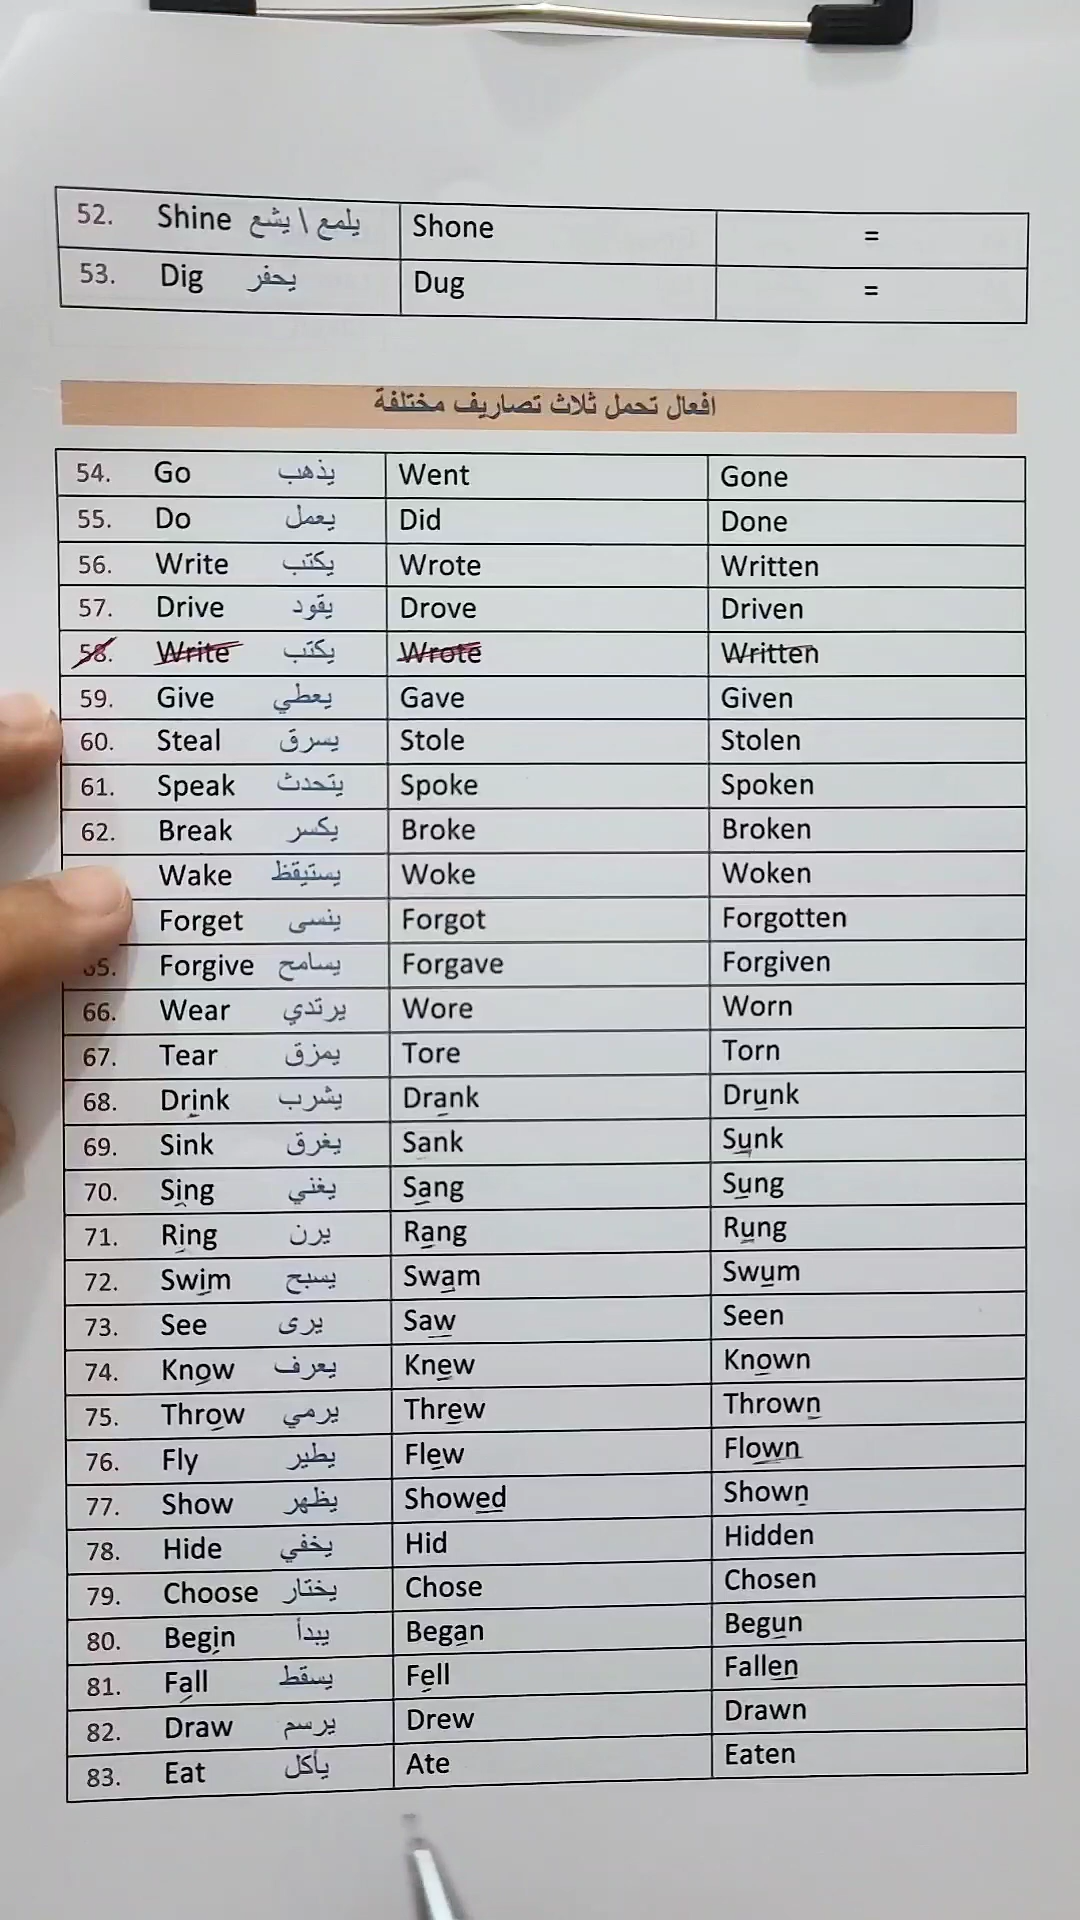 52. Shine يلمع \ يشع Shone =
53. Dig يحفر Dug =
افعال تحمل ثلاث تصاريف مختلفة
54. Go يذهب Went Gone
55. Do يعمل Did Done
56. Write يكتب Wrote Written
57. Drive يقود Drove Driven
58. Write يكتب Wrote Written
59. Give يعطي Gave Given
60. Steal يسرق Stole Stolen
61. Speak يتحدث Spoke Spoken
62. Break يكسر Broke Broken
Wake يستيقظ Woke Woken
Forget ينسى Forgot Forgotten
65. Forgive يسامح Forgave Forgiven
66. Wear يرتدي Wore Worn
67. Tear يمزق Tore Torn
68. Drink يشرب Drank Drunk
69. Sink يغرق Sank Sunk
70. Sing يغني Sang Sung
71. Ring يرن Rang Rung
72. Swim يسبح Swam Swum
73. See يرى Saw Seen
74. Know يعرف Knew Known
75. Throw يرمي Threw Thrown
76. Fly يطير Flew Flown
77. Show يظهر Showed Shown
78. Hide يخفي Hid Hidden
79. Choose يختار Chose Chosen
80. Begin يبدأ Began Begun
81. Fall يسقط Fell Fallen
82. Draw يرسم Drew Drawn
83. Eat يأكل Ate Eaten